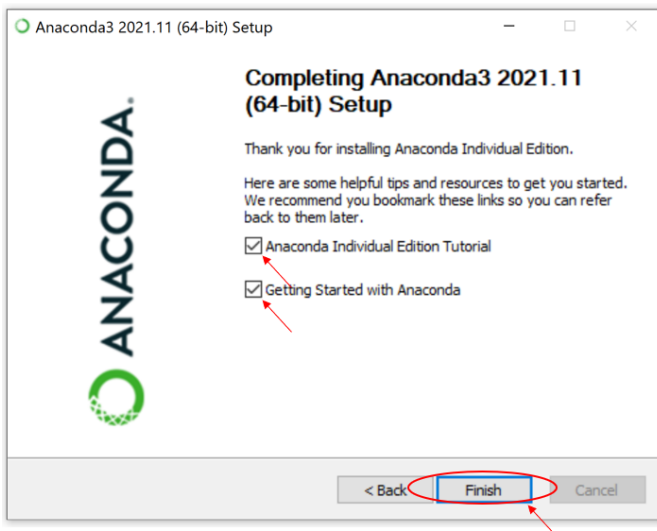 Anaconda3 2021.11 (64-bit) Setup
ANACONDA.
Completing Anaconda3 2021.11
(64-bit) Setup
Thank you for installing Anaconda Individual Edition.
Here are some helpful tips and resources to get you started.
We recommend you bookmark these links so you can refer
back to them later.
Anaconda Individual Edition Tutorial
Getting Started with Anaconda
< Back
Finish
Cancel